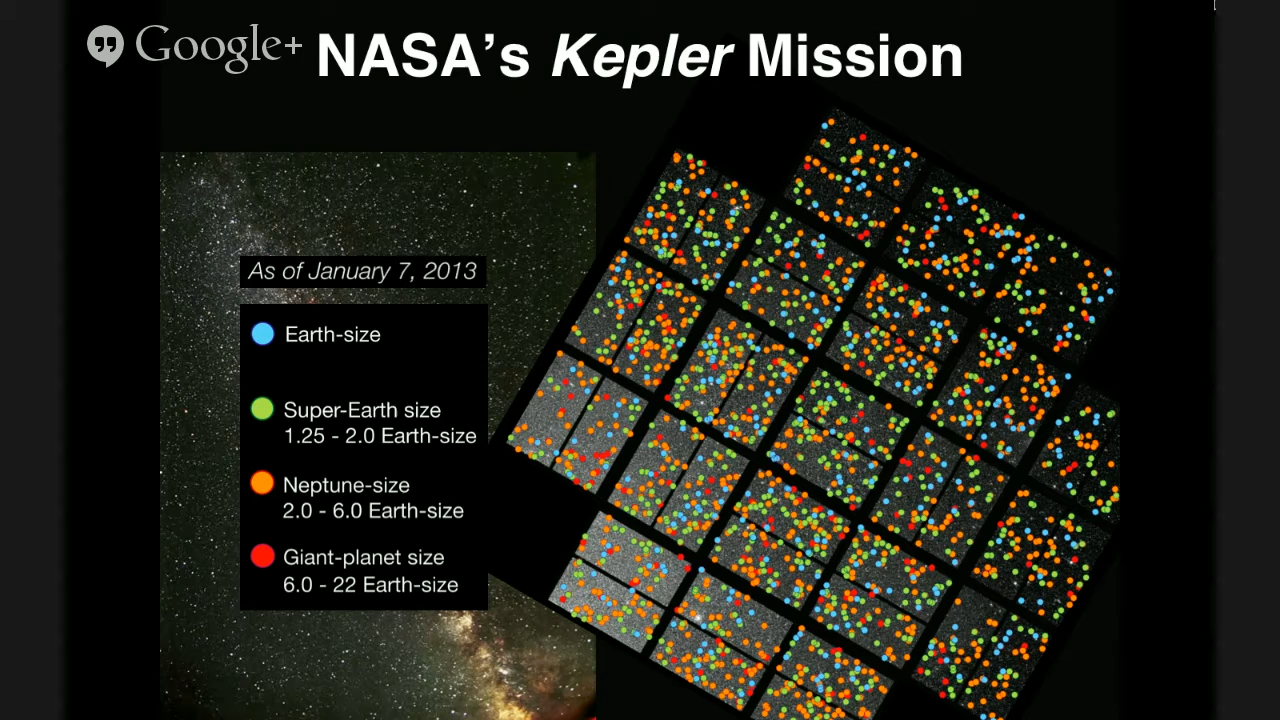 Google+
NASA's Kepler Mission
As of January 7, 2013
Earth-size
Super-Earth size
1.25 - 2.0 Earth-size
Neptune-size
2.0 - 6.0 Earth-size
Giant-planet size
6.0 - 22 Earth-size